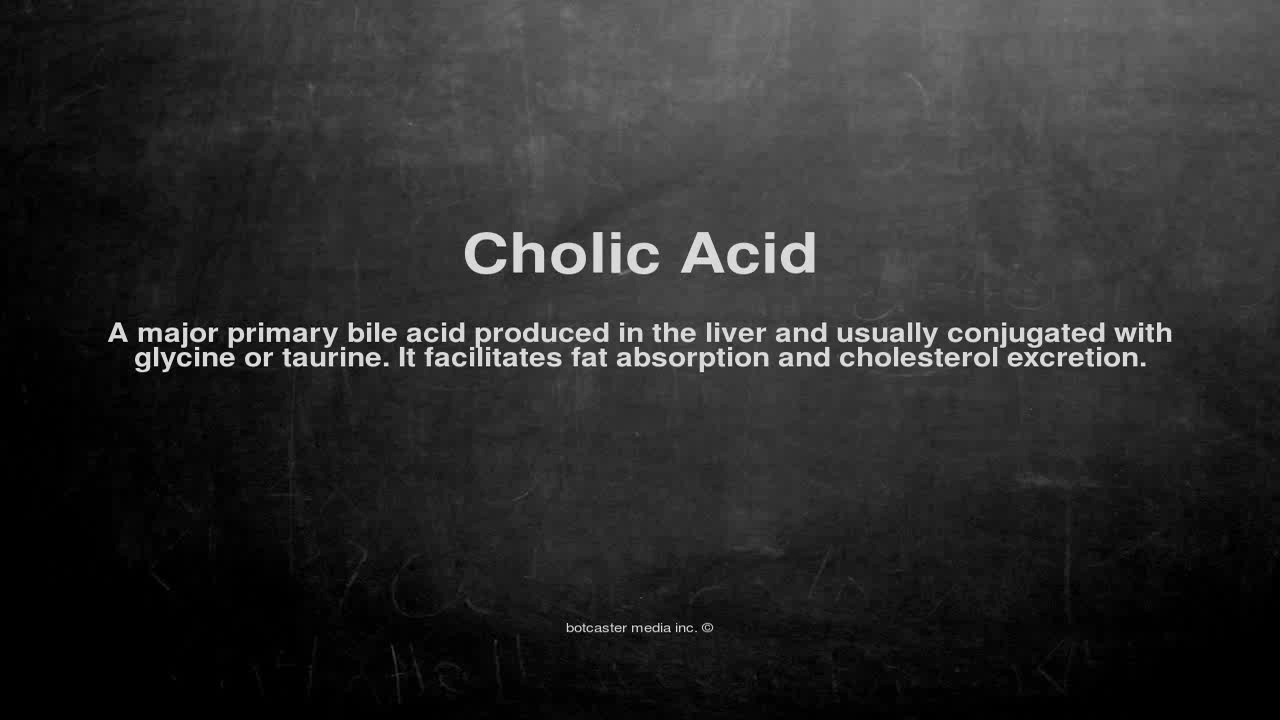 Cholic Acid
A major primary bile acid produced in the liver and usually conjugated with
glycine or taurine. It facilitates fat absorption and cholesterol excretion.
botcaster media inc. ©